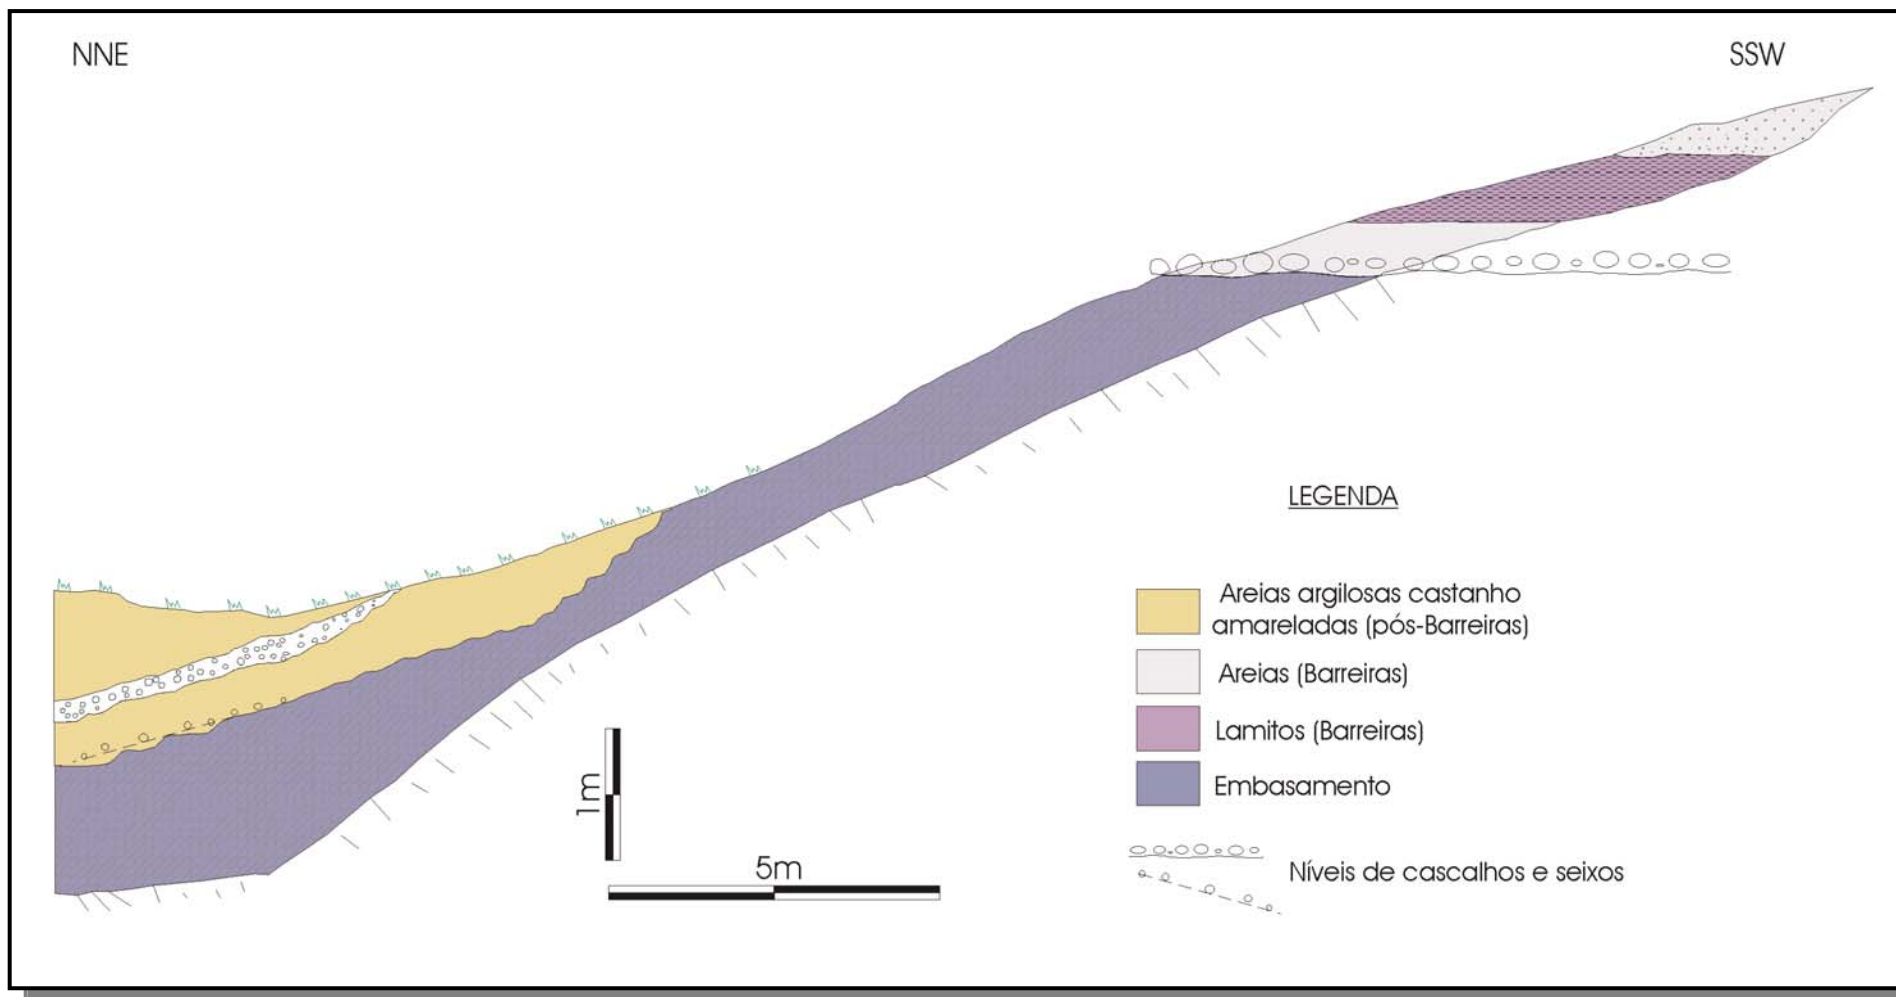 NNE
SSW
LEGENDA
Areias argilosas castanho
amareladas (pós-Barreiras)
Areias (Barreiras)
Lamitos (Barreiras)
Embasamento
Níveis de cascalhos e seixos
1m
5m